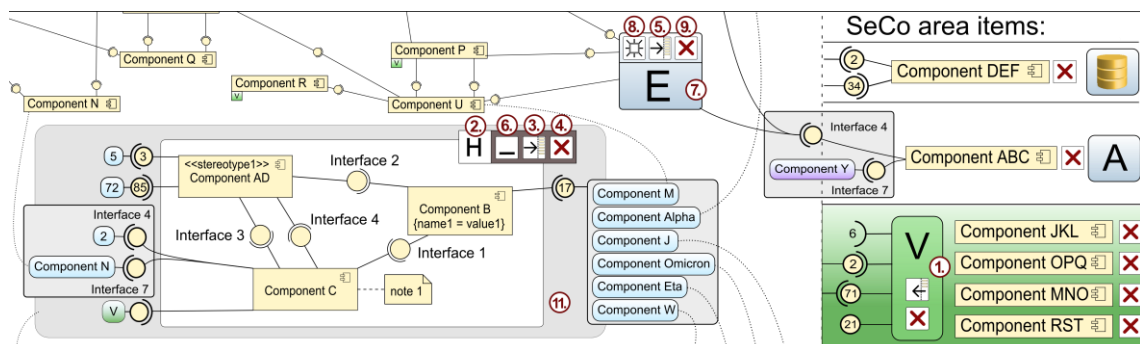 SeCo area items:
8.
5.
9.
Component P
V
Component Q
2
Component DEF
34
Component R
V
E
7.
Component N
Component U
2.
6.
3.
4.
H
Interface 4
5
3
<<stereotype1>>
Component AD
Interface 2
Component ABC
A
Component Y
Interface 7
72
85
17
Component M
Component B
{name1 = value1}
Component Alpha
Interface 4
Interface 3
Interface 4
Interface 1
2
Component J
6
V
Component JKL
Component N
Component Omicron
2
1.
Component OPQ
Interface 7
Component C
note 1
Component Eta
71
Component MNO
V
11.
Component W
21
Component RST